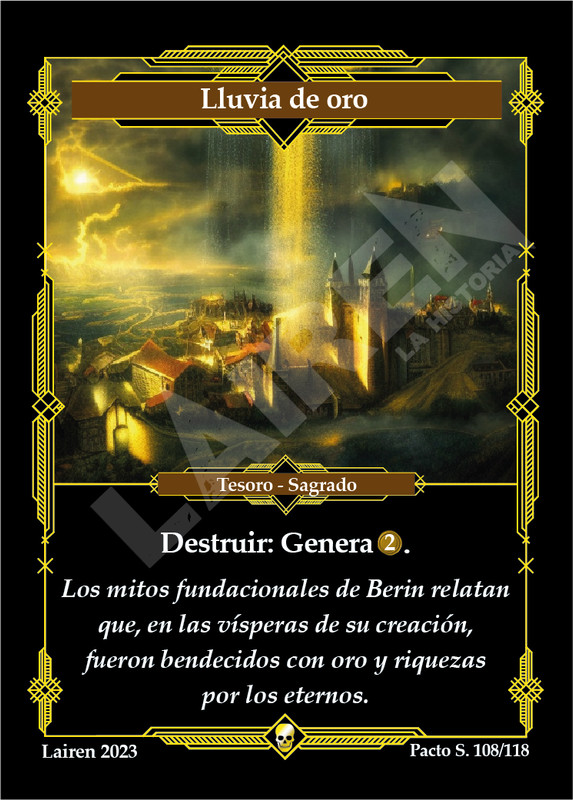 Lluvia de oro
LAIREN
LA HISTORIA
Tesoro - Sagrado
Destruir: Genera 2.
Los mitos fundacionales de Berin relatan
que, en las vísperas de su creación,
fueron bendecidos con oro y riquezas
por los eternos.
Lairen 2023
Pacto S. 108/118